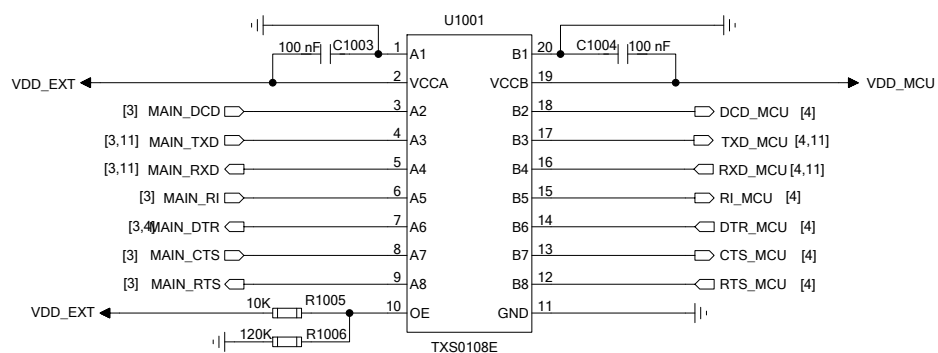 U1001
100 nF C1003 1 A1 B1 20 C1004 100 nF
VDD_EXT 2 VCCA VCCB 19 VDD_MCU
[3] MAIN_DCD 3 A2 B2 18 DCD_MCU [4]
[3,11] MAIN_TXD 4 A3 B3 17 TXD_MCU [4,11]
[3,11] MAIN_RXD 5 A4 B4 16 RXD_MCU [4,11]
[3] MAIN_RI 6 A5 B5 15 RI_MCU [4]
[3,4] MAIN_DTR 7 A6 B6 14 DTR_MCU [4]
[3] MAIN_CTS 8 A7 B7 13 CTS_MCU [4]
[3] MAIN_RTS 9 A8 B8 12 RTS_MCU [4]
VDD_EXT 10K R1005 10 OE GND 11
120K R1006
TXS0108E